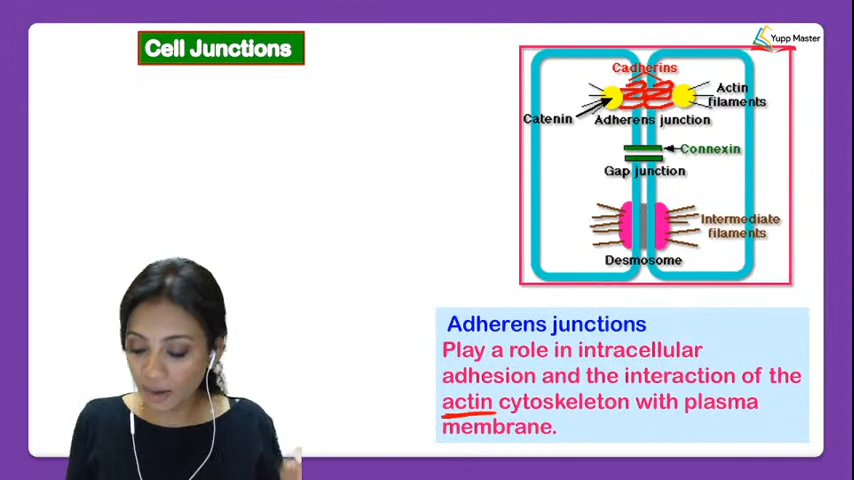 Yupp Master
Cell Junctions
Cadherins
Actin
filaments
Catenin
Adherens junction
Connexin
Gap junction
Intermediate
filaments
Desmosome
Adherens junctions
Play a role in intracellular
adhesion and the interaction of the
actin cytoskeleton with plasma
membrane.